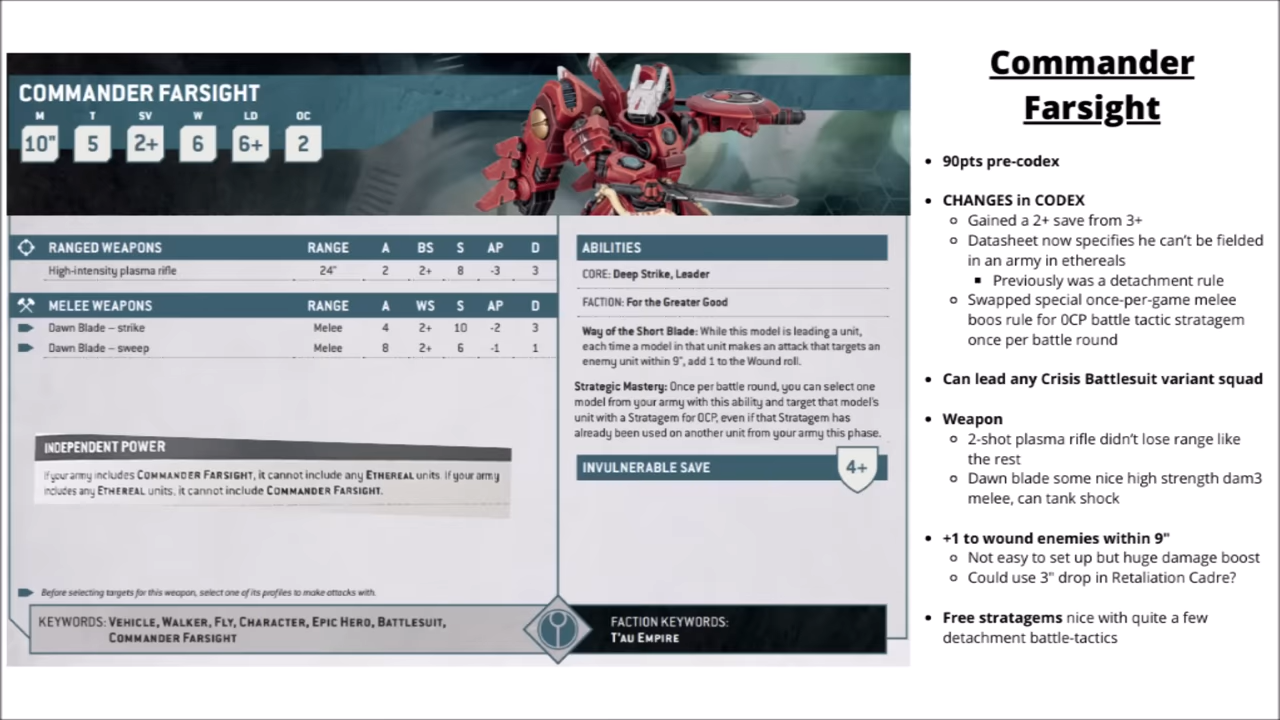 COMMANDER FARSIGHT
M T SV W LD OC
10" 5 2+ 6 6+ 2
RANGED WEAPONS RANGE A BS S AP D
High-intensity plasma rifle 24" 2 2+ 8 -3 3
MELEE WEAPONS RANGE A WS S AP D
Dawn Blade – strike Melee 4 2+ 10 -2 3
Dawn Blade – sweep Melee 8 2+ 6 -1 1
INDEPENDENT POWER
If your army includes COMMANDER FARSIGHT, it cannot include any ETHEREAL units. If your army
includes any ETHEREAL units, it cannot include COMMANDER FARSIGHT.
Before selecting targets for this weapon, select one of its profiles to make attacks with.
KEYWORDS: VEHICLE, WALKER, FLY, CHARACTER, EPIC HERO, BATTLESUIT,
COMMANDER FARSIGHT
ABILITIES
CORE: Deep Strike, Leader
FACTION: For the Greater Good
Way of the Short Blade: While this model is leading a unit,
each time a model in that unit makes an attack that targets an
enemy unit within 9", add 1 to the Wound roll.
Strategic Mastery: Once per battle round, you can select one
model from your army with this ability and target that model's
unit with a Stratagem for 0CP, even if that Stratagem has
already been used on another unit from your army this phase.
INVULNERABLE SAVE 4+
FACTION KEYWORDS:
T'AU EMPIRE
Commander
Farsight
• 90pts pre-codex
• CHANGES in CODEX
○ Gained a 2+ save from 3+
○ Datasheet now specifies he can't be fielded
in an army in ethereals
■ Previously was a detachment rule
○ Swapped special once-per-game melee
boos rule for 0CP battle tactic stratagem
once per battle round
• Can lead any Crisis Battlesuit variant squad
• Weapon
○ 2-shot plasma rifle didn't lose range like
the rest
○ Dawn blade some nice high strength dam3
melee, can tank shock
• +1 to wound enemies within 9"
○ Not easy to set up but huge damage boost
○ Could use 3" drop in Retaliation Cadre?
• Free stratagems nice with quite a few
detachment battle-tactics